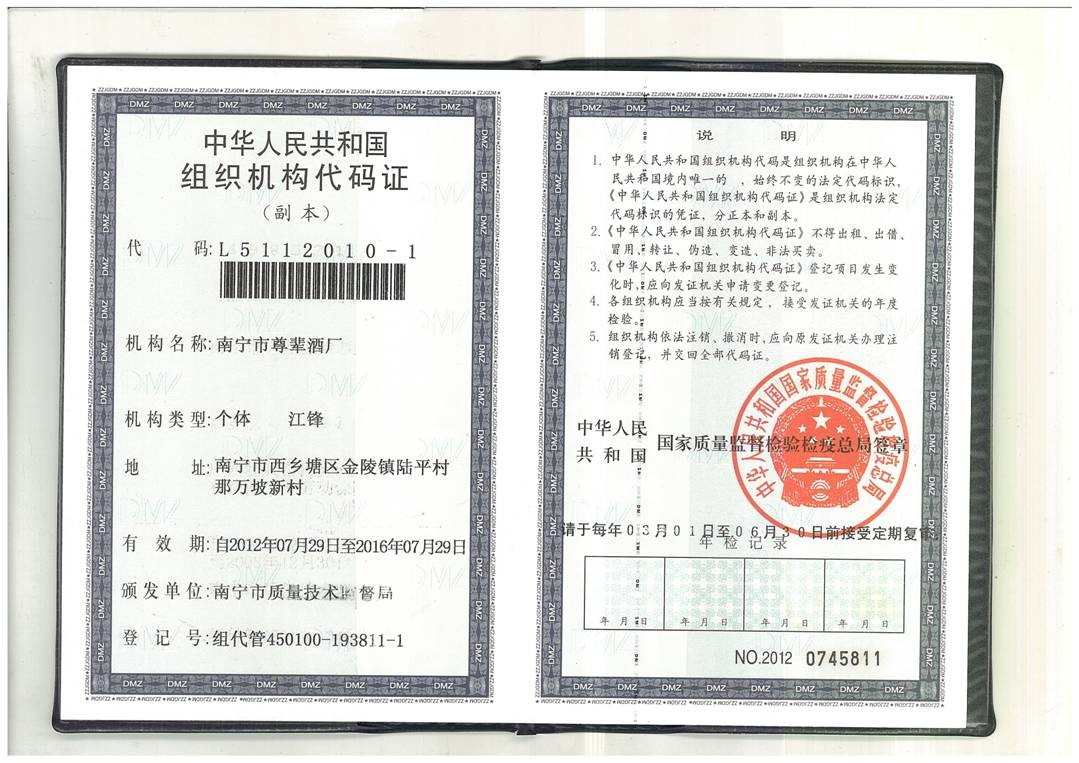 中华人民共和国
组织机构代码证
（副本）
代 码:L5112010-1
机构名称:南宁市尊辈酒厂
机构类型:个体 江锋
地 址:南宁市西乡塘区金陵镇陆平村
那万坡新村
有 效 期:自2012年07月29日至2016年07月29日
颁发单位:南宁市质量技术监督局
登 记 号:组代管450100-193811-1
说 明
1. 中华人民共和国组织机构代码是组织机构在中华人
民共和国境内唯一的 、始终不变的法定代码标识，
《中华人民共和国组织机构代码证》是组织机构法定
代码标识的凭证，分正本和副本。
2.《中华人民共和国组织机构代码证》不得出租、出借、
冒用、转让、伪造、变造、非法买卖。
3.《中华人民共和国组织机构代码证》登记项目发生变
化时，应向发证机关申请变更登记。
4. 各组织机构应当按有关规定，接受发证机关的年度
检验。
5. 组织机构依法注销、撤消时，应向原发证机关办理注
销登记，并交回全部代码证。
中华人民
共和国 国家质量监督检验检疫总局签章
中华人民共和国国家质量监督检验检疫总局
请于每年03月01日至06月30日前接受定期复审
年检记录
年 月 日 年 月 日 年 月 日 年 月 日
NO.2012 0745811